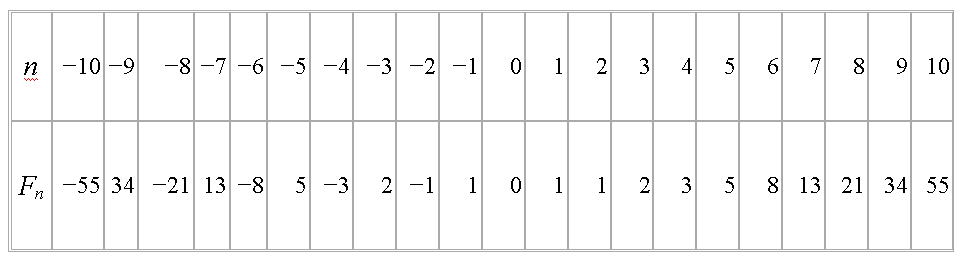 n −10 −9 −8 −7 −6 −5 −4 −3 −2 −1 0 1 2 3 4 5 6 7 8 9 10
Fn −55 34 −21 13 −8 5 −3 2 −1 1 0 1 1 2 3 5 8 13 21 34 55